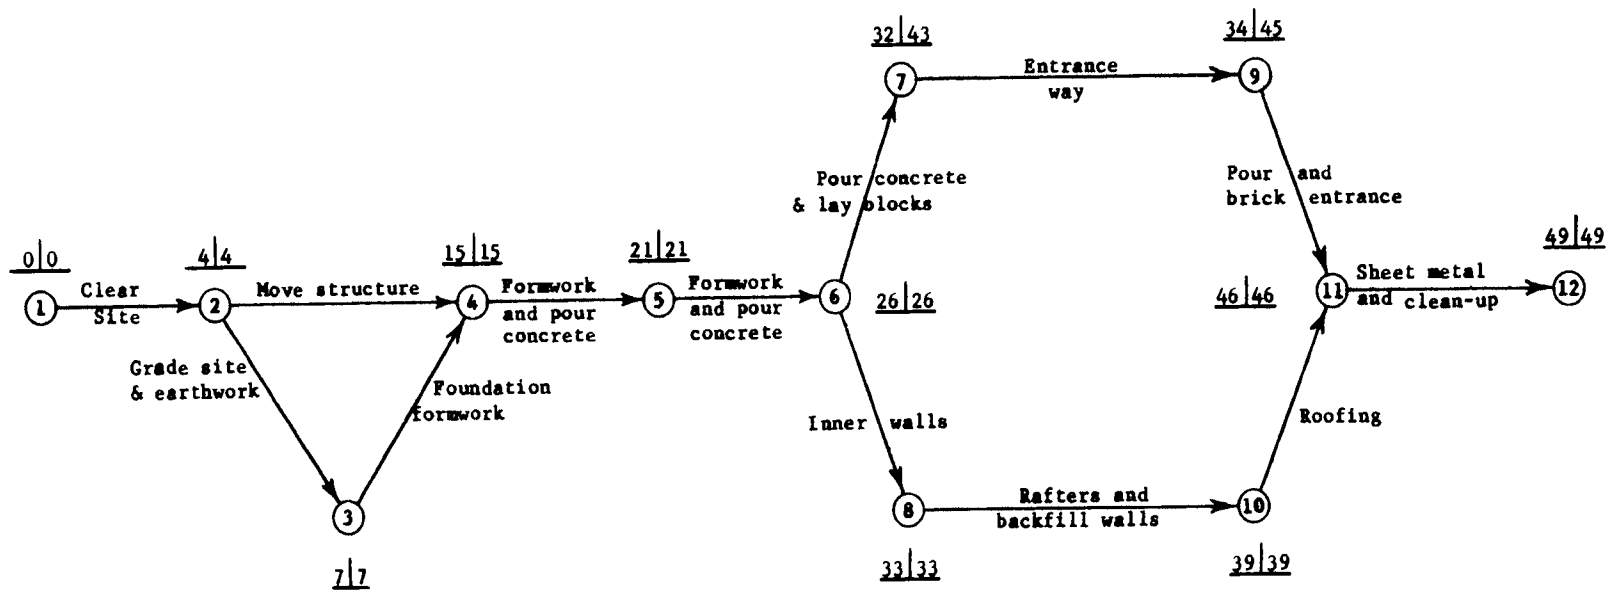 32|43
34|45
7
Entrance
way
9
Pour concrete
& lay blocks
Pour and
brick entrance
0|0
4|4
15|15
21|21
26|26
46|46
49|49
1
Clear
Site
2
Move structure
4
Formwork
and pour
concrete
5
Formwork
and pour
concrete
6
11
Sheet metal
and clean-up
12
Grade site
& earthwork
Foundation
formwork
Inner walls
Roofing
3
8
Rafters and
backfill walls
10
7|7
33|33
39|39